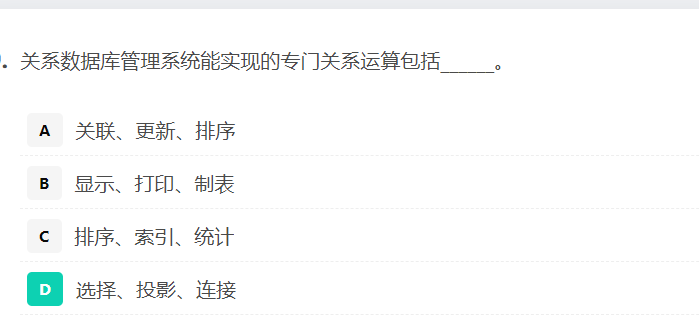 . 关系数据库管理系统能实现的专门关系运算包括______。
A 关联、更新、排序
B 显示、打印、制表
C 排序、索引、统计
D 选择、投影、连接